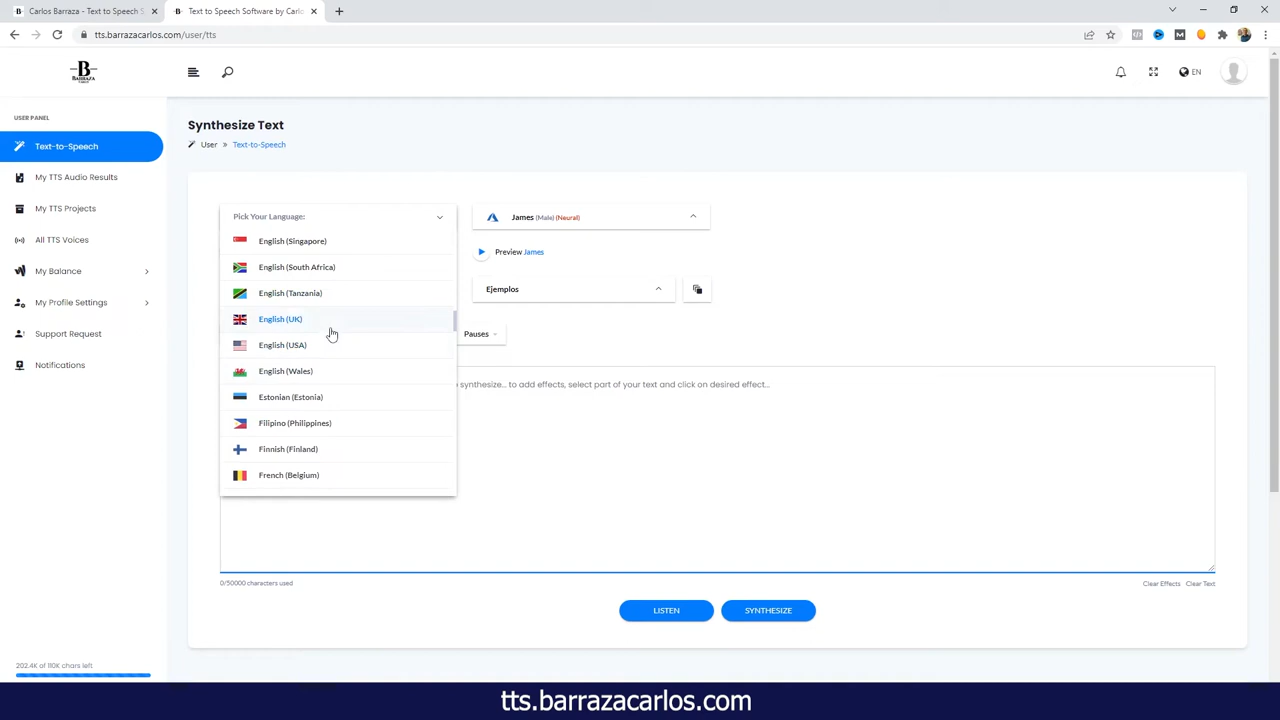 Carlos Barraza - Text to Speech S
Text to Speech Software by Carlo
tts.barrazacarlos.com/user/tts
B
BARRAZA
CARLOS
EN
USER PANEL
Text-to-Speech
My TTS Audio Results
My TTS Projects
All TTS Voices
My Balance
My Profile Settings
Support Request
Notifications
202.4K of 110K chars left
Synthesize Text
User » Text-to-Speech
Pick Your Language:
English (Singapore)
English (South Africa)
English (Tanzania)
English (UK)
English (USA)
English (Wales)
Estonian (Estonia)
Filipino (Philippines)
Finnish (Finland)
French (Belgium)
James (Male) (Neural)
Preview James
Ejemplos
Pauses
synthesize... to add effects, select part of your text and click on desired effect...
0/50000 characters used
Clear Effects Clear Text
LISTEN
SYNTHESIZE
tts.barrazacarlos.com